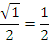 √1/2 = 1/2